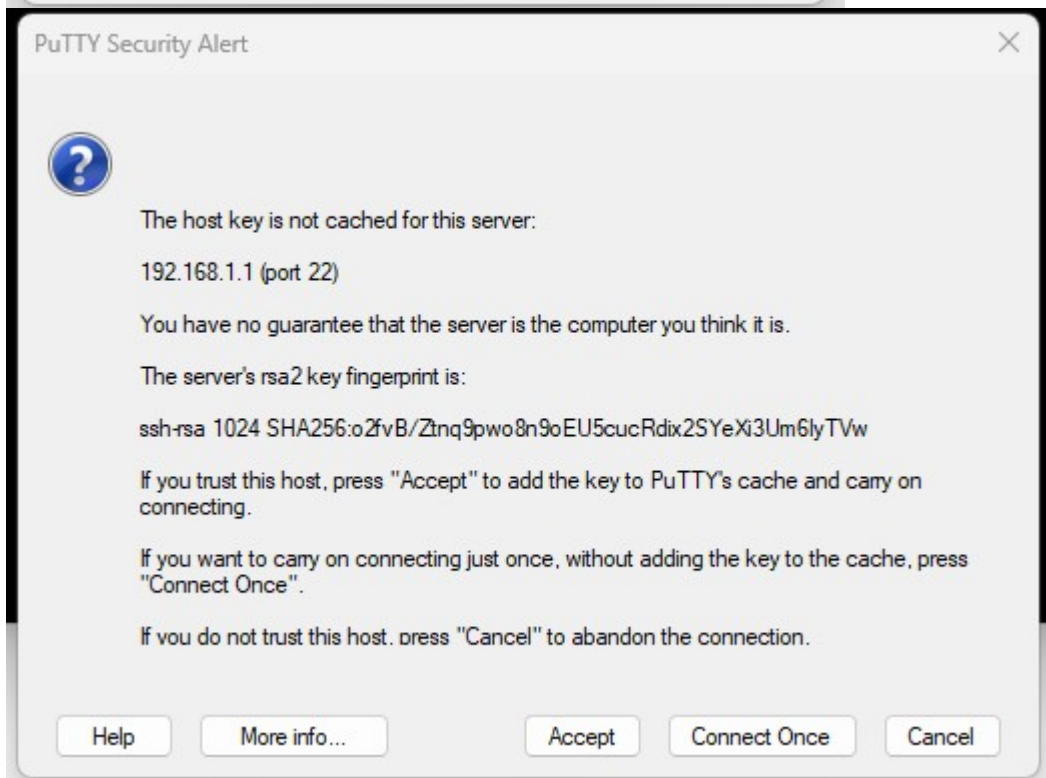 PuTTY Security Alert
The host key is not cached for this server:
192.168.1.1 (port 22)
You have no guarantee that the server is the computer you think it is.
The server's rsa2 key fingerprint is:
ssh-rsa 1024 SHA256:o2fvB/Ztnq9pwo8n9oEU5cucRdix2SYeXi3Um6lyTVw
If you trust this host, press "Accept" to add the key to PuTTY's cache and carry on
connecting.
If you want to carry on connecting just once, without adding the key to the cache, press
"Connect Once".
If you do not trust this host, press "Cancel" to abandon the connection.
Help More info... Accept Connect Once Cancel